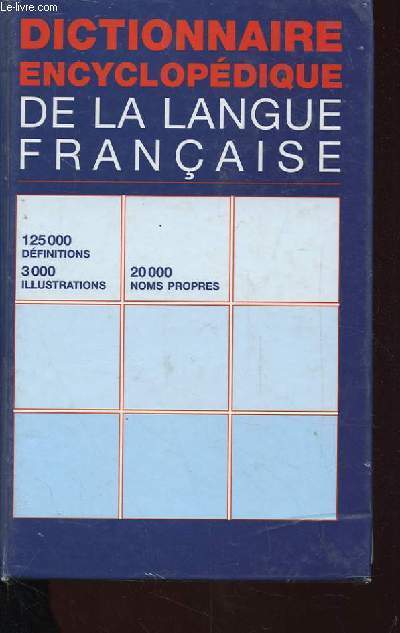 © Le-livre.com
DICTIONNAIRE
ENCYCLOPÉDIQUE
DE LA LANGUE
FRANÇAISE
125 000
DÉFINITIONS
3 000
ILLUSTRATIONS
20 000
NOMS PROPRES